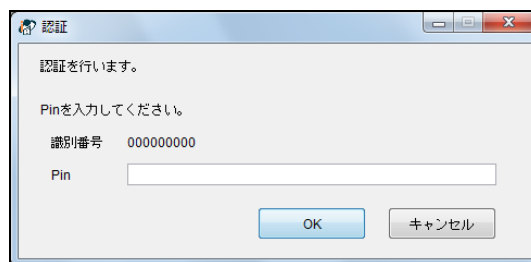 認証
認証を行います。
Pinを入力してください。
識別番号 000000000
Pin
OK キャンセル